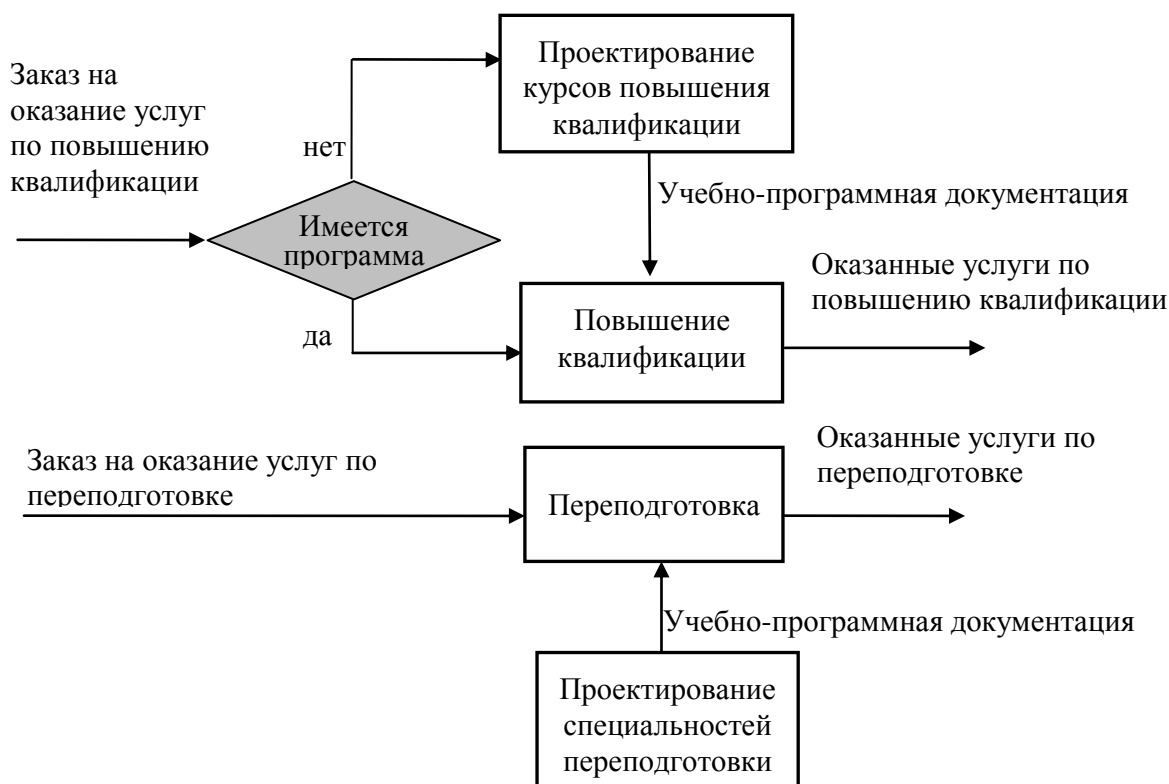 Заказ на
оказание услуг
по повышению
квалификации
Проектирование
курсов повышения
квалификации
нет
Учебно-программная документация
Имеется
программа
да
Повышение
квалификации
Оказанные услуги по
повышению квалификации
Заказ на оказание услуг по
переподготовке
Переподготовка
Оказанные услуги по
переподготовке
Учебно-программная документация
Проектирование
специальностей
переподготовки